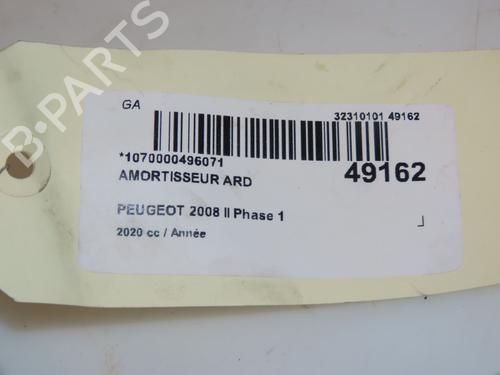 GA
32310101 49162
*1070000496071
49162
AMORTISSEUR ARD
PEUGEOT 2008 II Phase 1
2020 cc / Année
B-PARTS